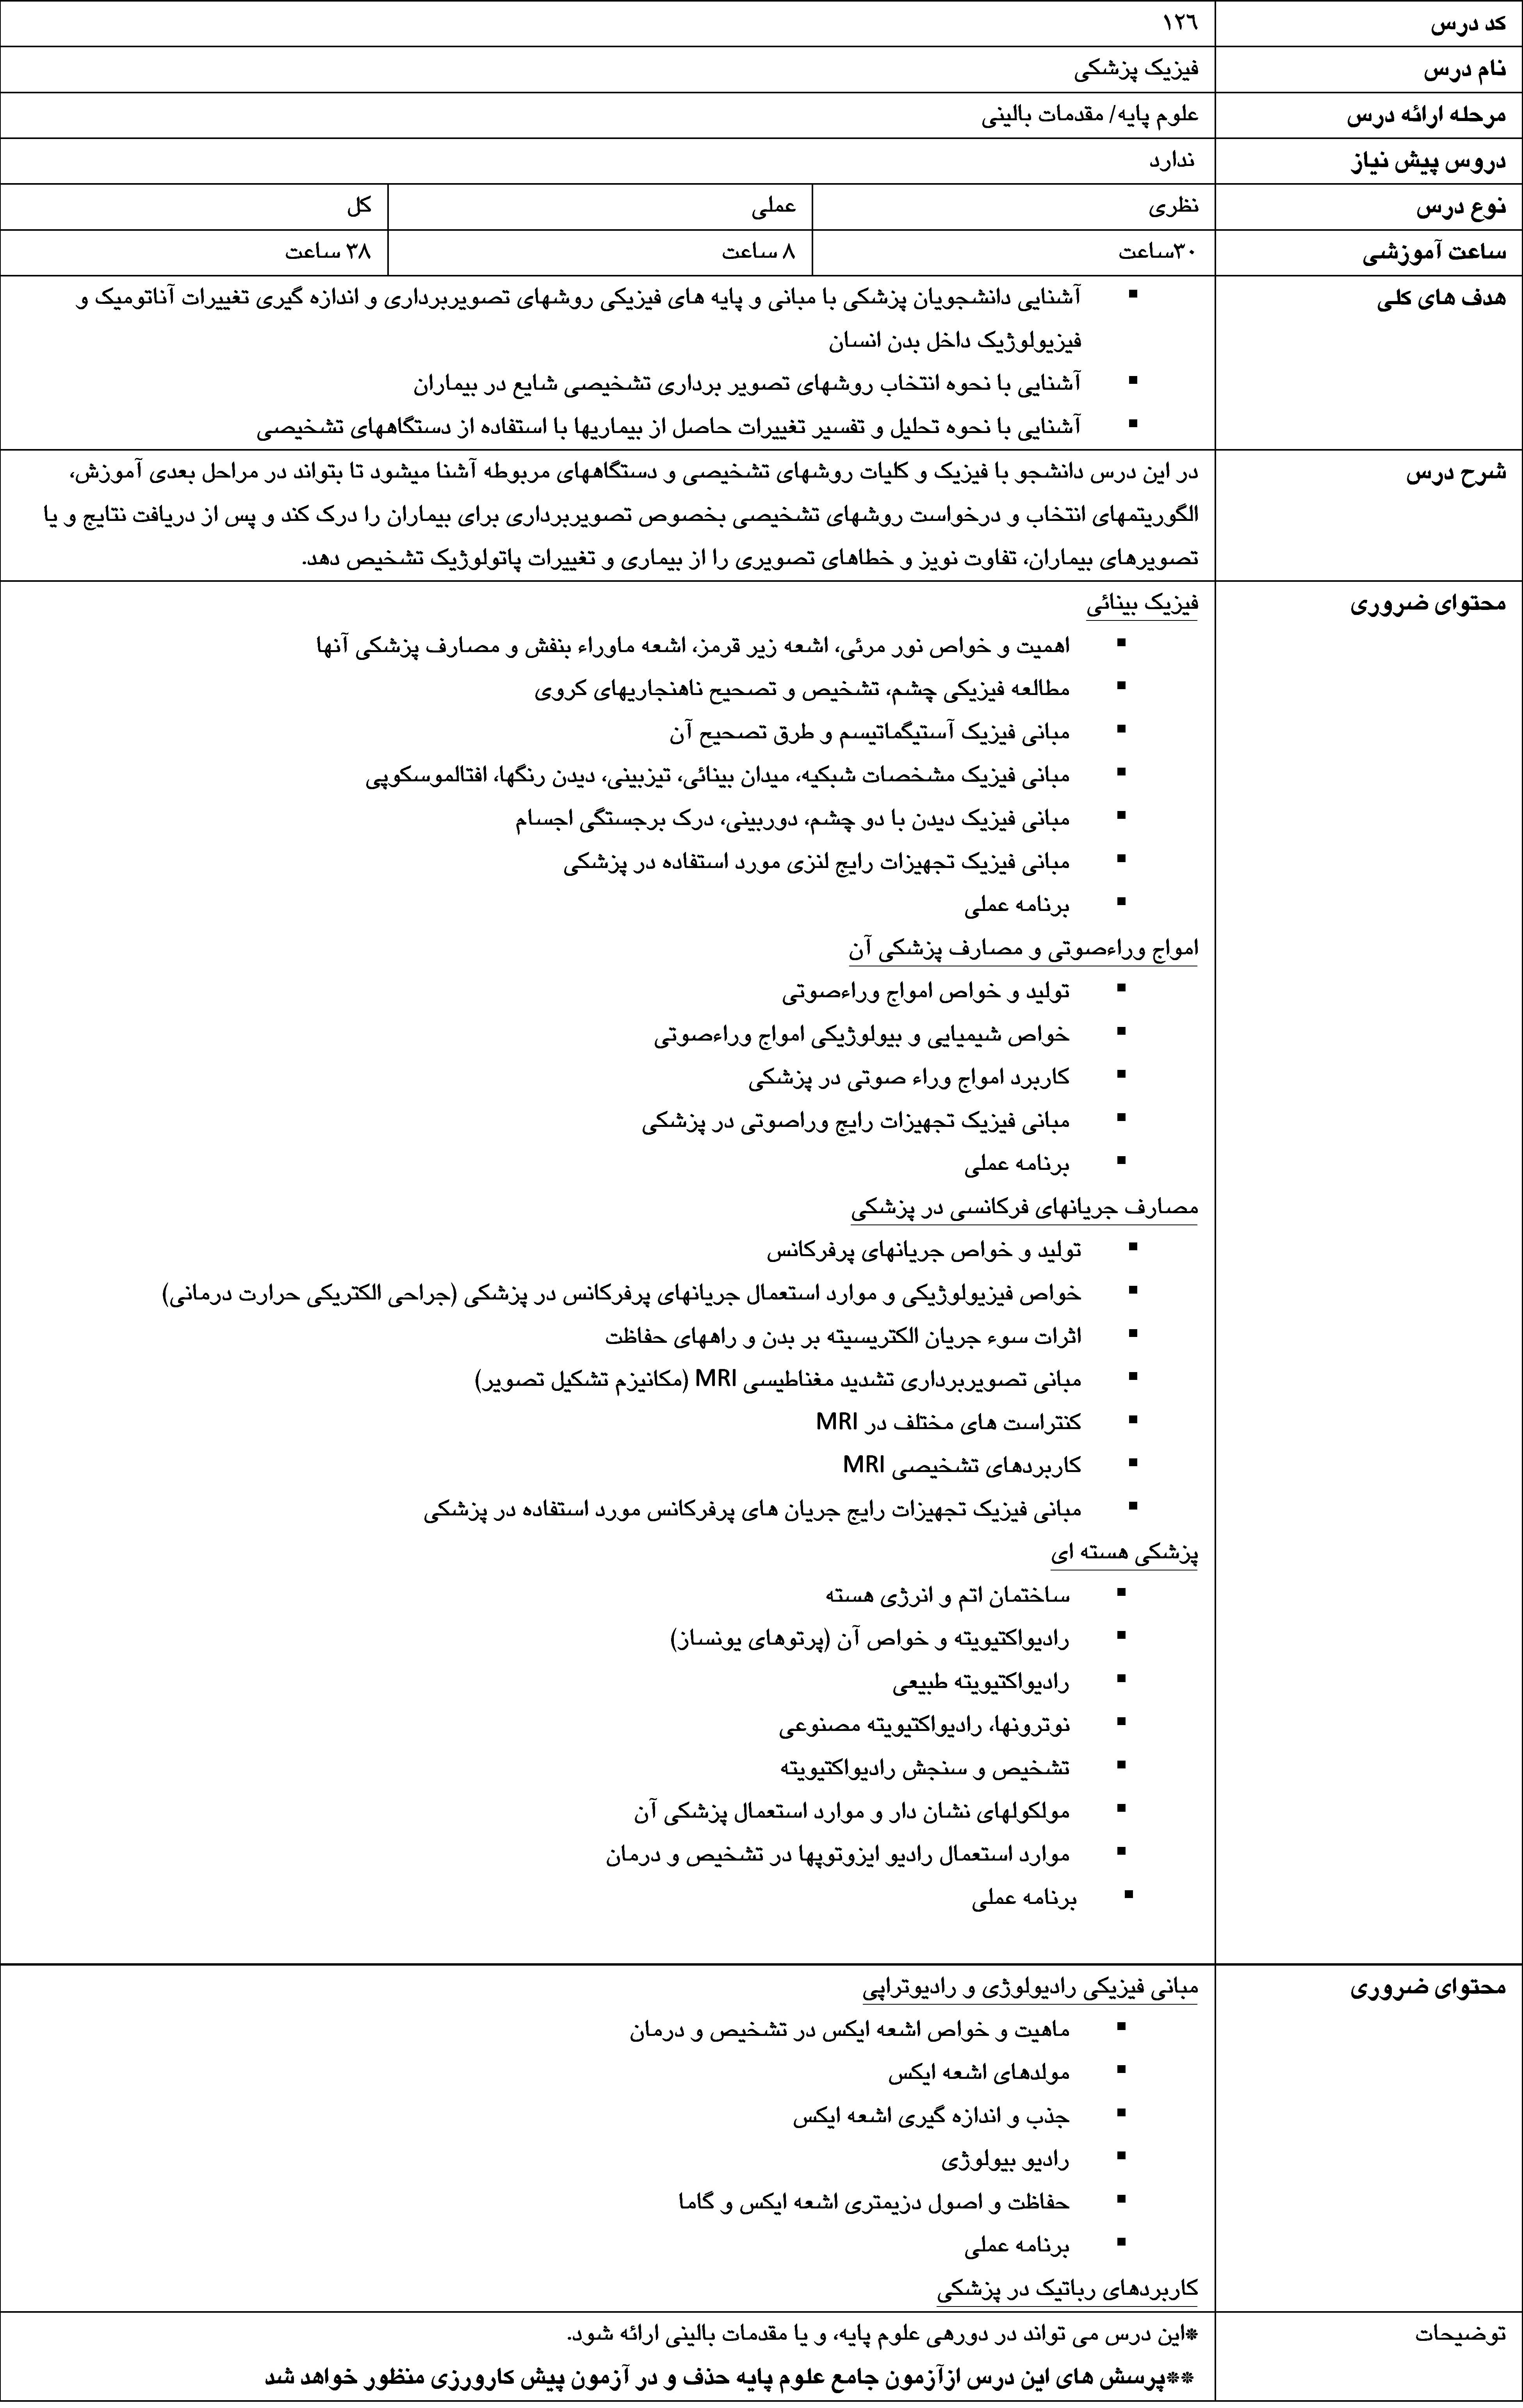 کد درس ۱۲٦
نام درس فیزیک پزشکی
مرحله ارائه درس علوم پایه/ مقدمات بالینی
دروس پیش نیاز ندارد
نوع درس نظری عملی کل
ساعت آموزشی ۳۰ساعت ۸ ساعت ۳۸ ساعت
هدف های کلی ▪ آشنایی دانشجویان پزشکی با مبانی و پایه های فیزیکی روشهای تصویربرداری و اندازه گیری تغییرات آناتومیک و
فیزیولوژیک داخل بدن انسان
▪ آشنایی با نحوه انتخاب روشهای تصویر برداری تشخیصی شایع در بیماران
▪ آشنایی با نحوه تحلیل و تفسیر تغییرات حاصل از بیماریها با استفاده از دستگاههای تشخیصی
شرح درس در این درس دانشجو با فیزیک و کلیات روشهای تشخیصی و دستگاههای مربوطه آشنا میشود تا بتواند در مراحل بعدی آموزش،
الگوریتمهای انتخاب و درخواست روشهای تشخیصی بخصوص تصویربرداری برای بیماران را درک کند و پس از دریافت نتایج و یا
تصویرهای بیماران، تفاوت نویز و خطاهای تصویری را از بیماری و تغییرات پاتولوژیک تشخیص دهد.
محتوای ضروری فیزیک بینائی
▪ اهمیت و خواص نور مرئی، اشعه زیر قرمز، اشعه ماوراء بنفش و مصارف پزشکی آنها
▪ مطالعه فیزیکی چشم، تشخیص و تصحیح ناهنجاریهای کروی
▪ مبانی فیزیک آستیگماتیسم و طرق تصحیح آن
▪ مبانی فیزیک مشخصات شبکیه، میدان بینائی، تیزبینی، دیدن رنگها، افتالموسکوپی
▪ مبانی فیزیک دیدن با دو چشم، دوربینی، درک برجستگی اجسام
▪ مبانی فیزیک تجهیزات رایج لنزی مورد استفاده در پزشکی
▪ برنامه عملی
امواج وراءصوتی و مصارف پزشکی آن
▪ تولید و خواص امواج وراءصوتی
▪ خواص شیمیایی و بیولوژیکی امواج وراءصوتی
▪ کاربرد امواج وراء صوتی در پزشکی
▪ مبانی فیزیک تجهیزات رایج وراصوتی در پزشکی
▪ برنامه عملی
مصارف جریانهای فرکانسی در پزشکی
▪ تولید و خواص جریانهای پرفرکانس
▪ خواص فیزیولوژیکی و موارد استعمال جریانهای پرفرکانس در پزشکی (جراحی الکتریکی حرارت درمانی)
▪ اثرات سوء جریان الکتریسیته بر بدن و راههای حفاظت
▪ مبانی تصویربرداری تشدید مغناطیسی MRI (مکانیزم تشکیل تصویر)
▪ کنتراست های مختلف در MRI
▪ کاربردهای تشخیصی MRI
▪ مبانی فیزیک تجهیزات رایج جریان های پرفرکانس مورد استفاده در پزشکی
پزشکی هسته ای
▪ ساختمان اتم و انرژی هسته
▪ رادیواکتیویته و خواص آن (پرتوهای یونساز)
▪ رادیواکتیویته طبیعی
▪ نوترونها، رادیواکتیویته مصنوعی
▪ تشخیص و سنجش رادیواکتیویته
▪ مولکولهای نشان دار و موارد استعمال پزشکی آن
▪ موارد استعمال رادیو ایزوتوپها در تشخیص و درمان
▪ برنامه عملی
محتوای ضروری مبانی فیزیکی رادیولوژی و رادیوتراپی
▪ ماهیت و خواص اشعه ایکس در تشخیص و درمان
▪ مولدهای اشعه ایکس
▪ جذب و اندازه گیری اشعه ایکس
▪ رادیو بیولوژی
▪ حفاظت و اصول دزیمتری اشعه ایکس و گاما
▪ برنامه عملی
کاربردهای رباتیک در پزشکی
توضیحات *این درس می تواند در دورهی علوم پایه، و یا مقدمات بالینی ارائه شود.
**پرسش های این درس ازآزمون جامع علوم پایه حذف و در آزمون پیش کارورزی منظور خواهد شد